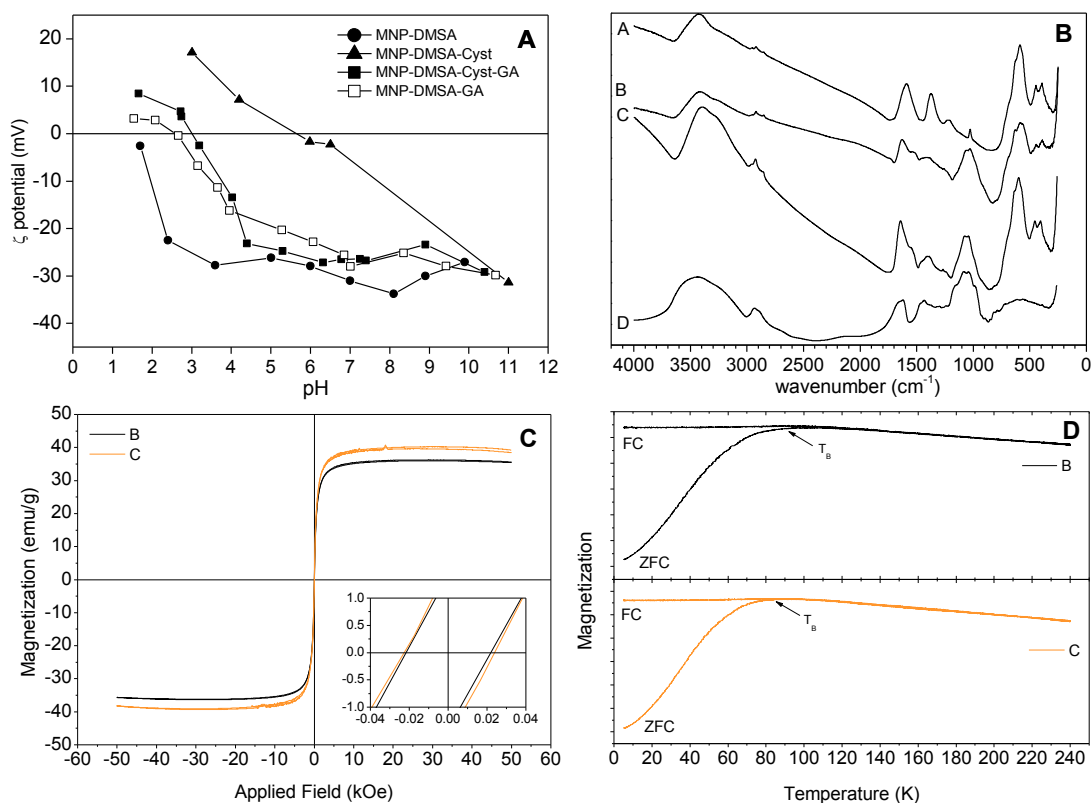 A
MNP-DMSA
MNP-DMSA-Cyst
MNP-DMSA-Cyst-GA
MNP-DMSA-GA
20
10
0
-10
-20
-30
-40
ζ potential (mV)
0 1 2 3 4 5 6 7 8 9 10 11 12
pH
B
A
B
C
D
4000 3500 3000 2500 2000 1500 1000 500 0
wavenumber (cm-1)
C
B
C
50
40
30
20
10
0
-10
-20
-30
-40
-50
Magnetization (emu/g)
1.0
0.5
0.0
-0.5
-1.0
-0.04 -0.02 0.00 0.02 0.04
-60 -50 -40 -30 -20 -10 0 10 20 30 40 50 60
Applied Field (kOe)
D
FC
TB
B
ZFC
FC
TB
C
ZFC
Magnetization
0 20 40 60 80 100 120 140 160 180 200 220 240
Temperature (K)